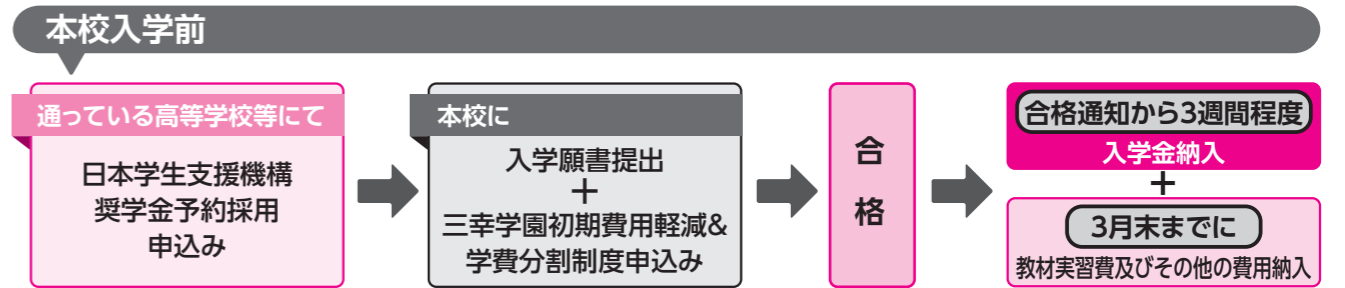 本校入学前
通っている高等学校等にて
日本学生支援機構
奨学金予約採用
申込み
本校に
入学願書提出
＋
三幸学園初期費用軽減&
学費分割制度申込み
合
格
合格通知から3週間程度
入学金納入
＋
3月末までに
教材実習費及びその他の費用納入